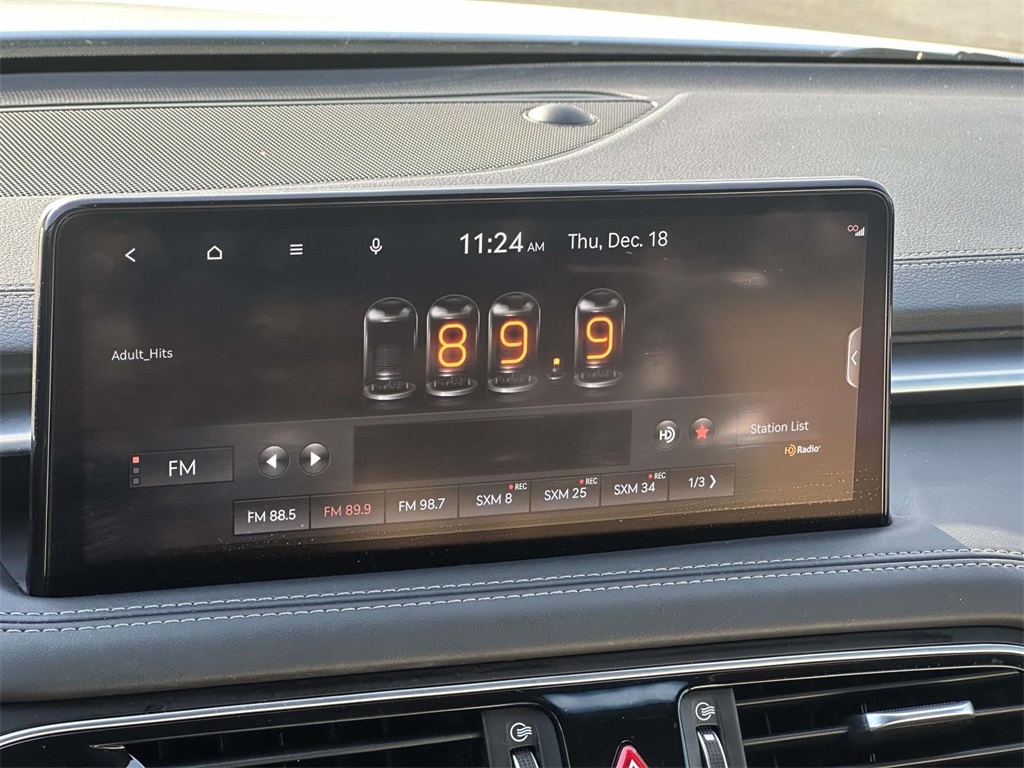 11:24 AM Thu, Dec. 18
89.9
Adult_Hits
HD
Station List
HD Radio
FM
REC REC REC
FM 88.5 FM 89.9 FM 98.7 SXM 8 SXM 25 SXM 34 1/3